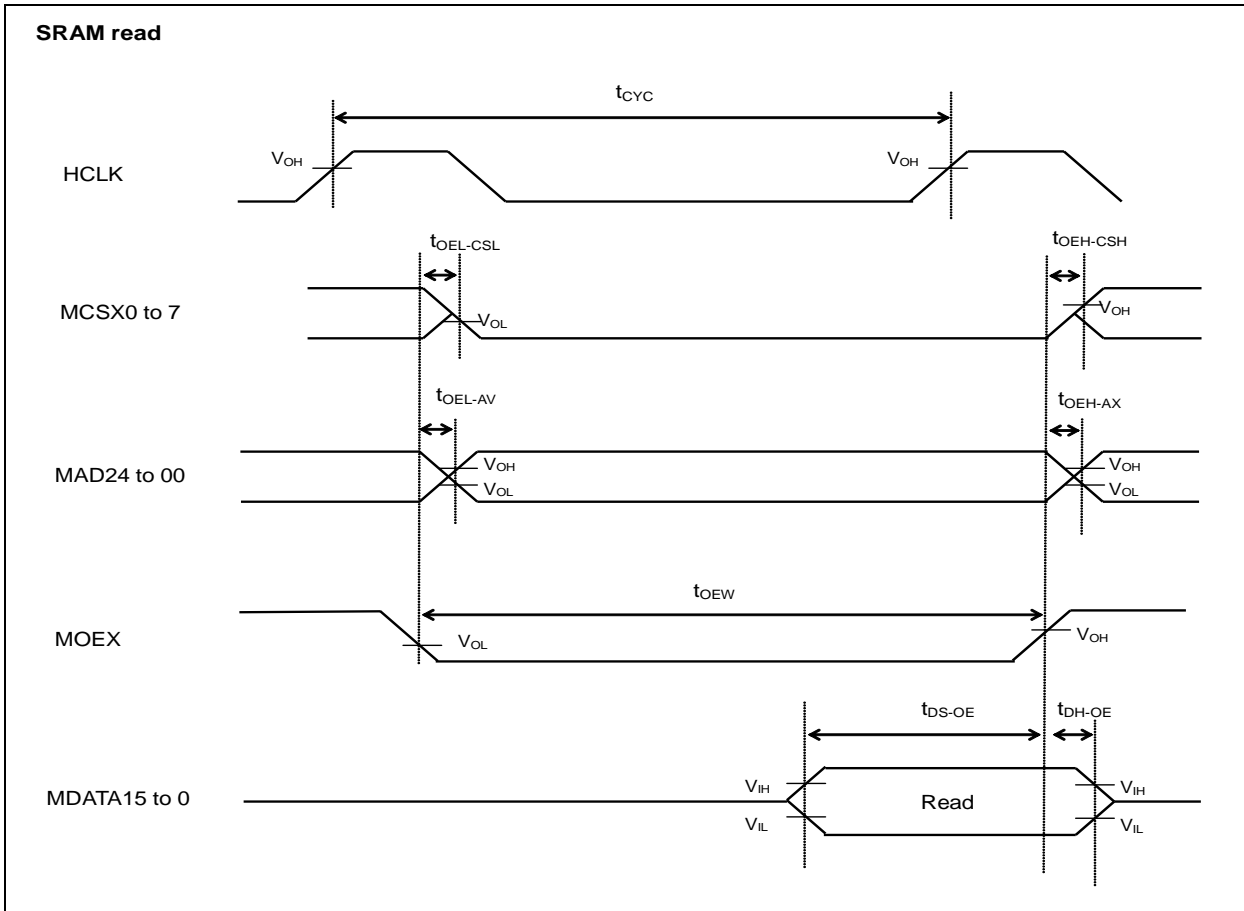 SRAM read
tCYC
VOH VOH
HCLK
tOEL-CSL tOEH-CSH
MCSX0 to 7
VOL VOH
tOEL-AV tOEH-AX
MAD24 to 00
VOH VOH
VOL VOL
tOEW
MOEX
VOL VOH
tDS-OE tDH-OE
VIH VIH
MDATA15 to 0 Read
VIL VIL